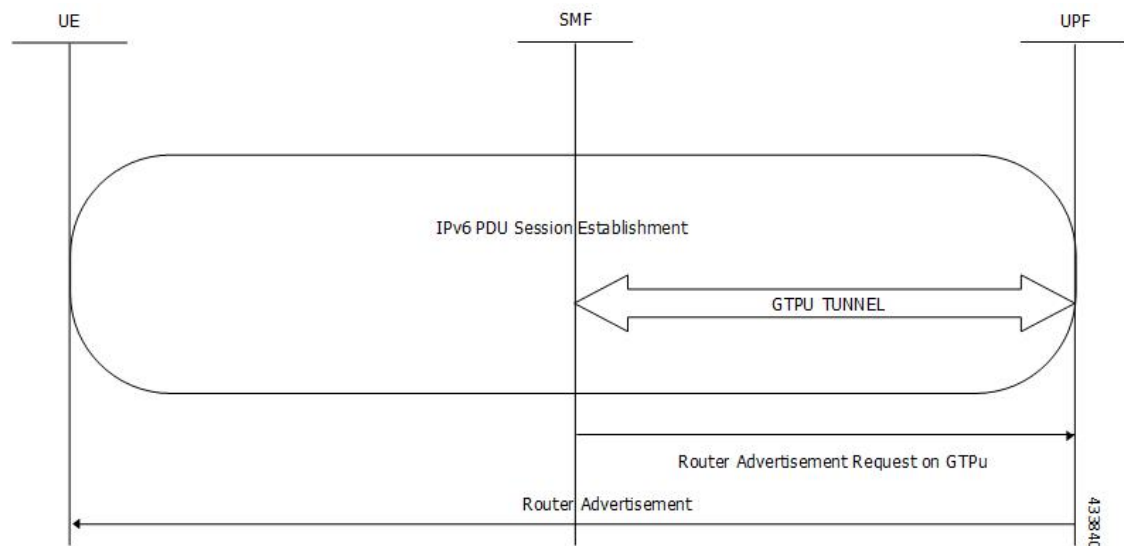 UE
SMF
UPF
IPv6 PDU Session Establishment
GTPU TUNNEL
Router Advertisement Request on GTPu
Router Advertisement
433840